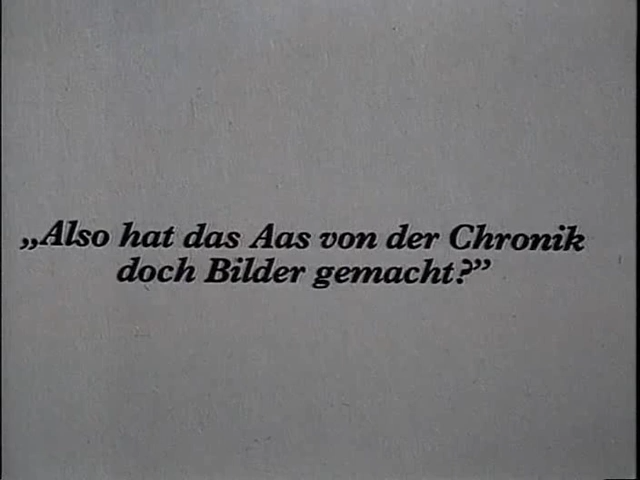 „Also hat das Aas von der Chronik
doch Bilder gemacht?”